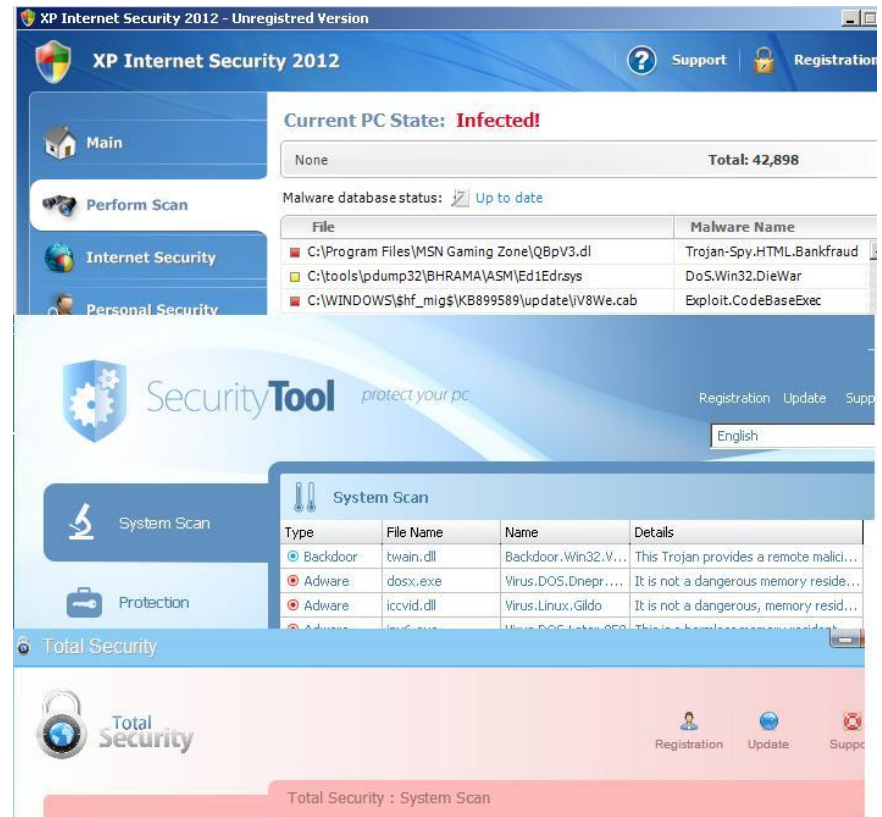 XP Internet Security 2012 - Unregistred Version
XP Internet Security 2012
Support
Registration
Current PC State: Infected!
Main
None
Total: 42,898
Malware database status: Up to date
Perform Scan
File
Malware Name
C:\Program Files\MSN Gaming Zone\QBpV3.dl
Trojan-Spy.HTML.Bankfraud
Internet Security
C:\tools\pdump32\BHRAMA\ASM\Ed1Edr.sys
DoS.Win32.DieWar
C:\WINDOWS\$hf_mig$\KB899589\update\iV8We.cab
Exploit.CodeBaseExec
Personal Security
SecurityTool protect your pc
Registration Update Supp
English
System Scan
System Scan
Type File Name Name Details
Backdoor twain.dll Backdoor.Win32.V... This Trojan provides a remote malici...
Adware dosx.exe Virus.DOS.Dnepr.... It is not a dangerous memory reside...
Protection
Adware iccvid.dll Virus.Linux.Gildo It is not a dangerous, memory resid...
Adware
Total Security
Total Security
Registration Update Suppo
Total Security : System Scan